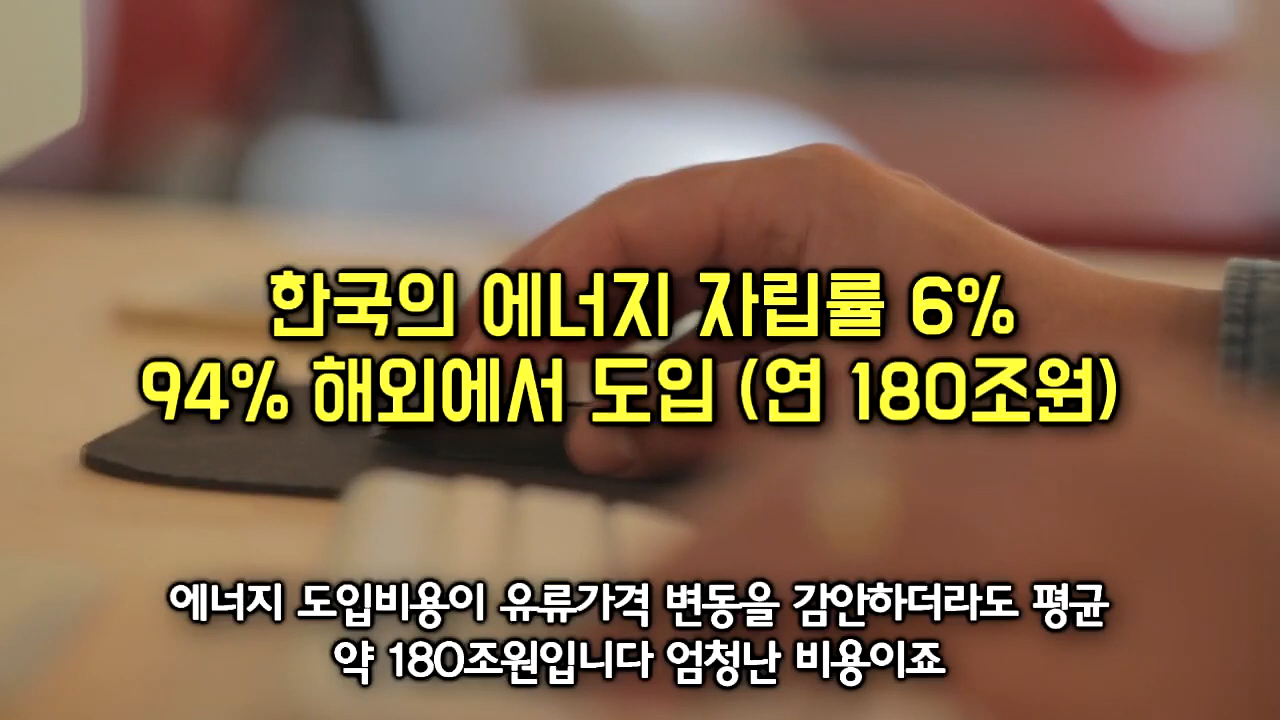 한국의 에너지 자립률 6%
94% 해외에서 도입 (연 180조원)
에너지 도입비용이 유류가격 변동을 감안하더라도 평균
약 180조원입니다 엄청난 비용이죠